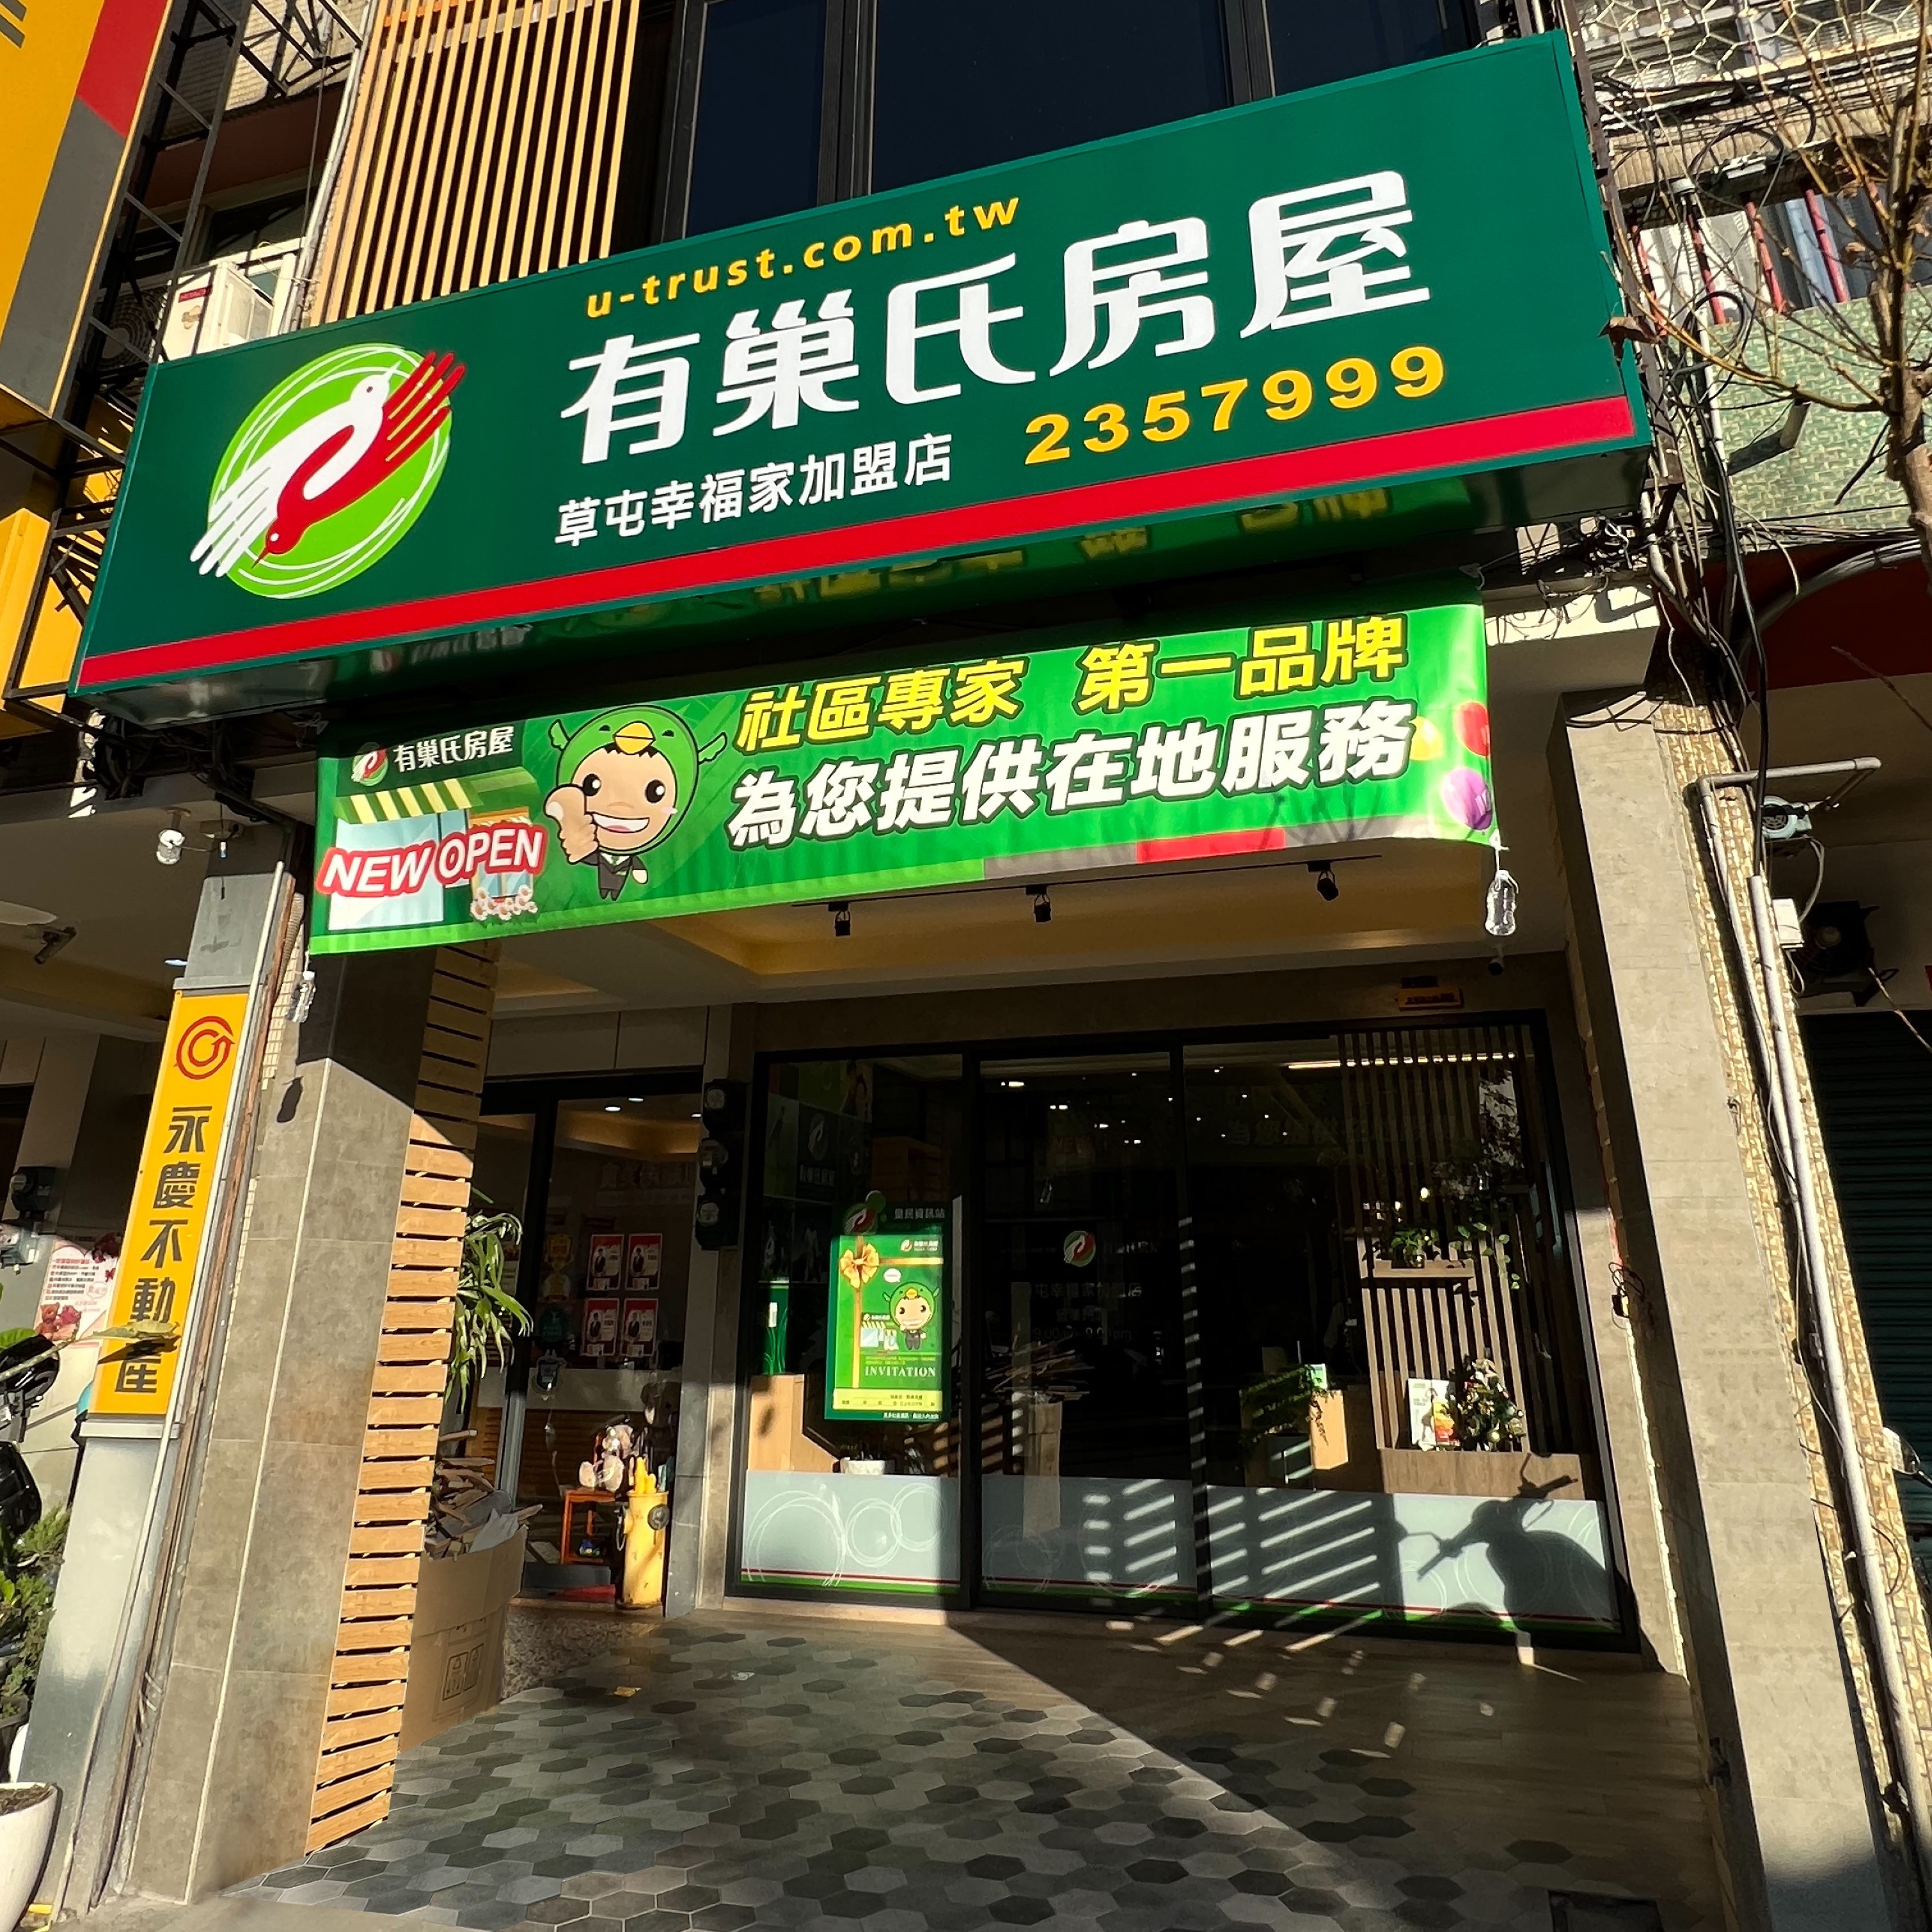 u-trust.com.tw
有巢氏房屋
草屯幸福家加盟店 2357999
有巢氏房屋
社區專家 第一品牌
為您提供在地服務
NEW OPEN
永慶不動產
INVITATION